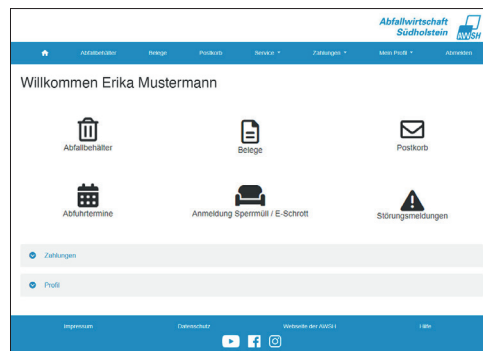 Abfallwirtschaft
Südholstein
AWSH
Abfallbehälter Belege Postkorb Service Zahlungen Mein Profil Abmelden
Willkommen Erika Mustermann
Abfallbehälter Belege Postkorb
Abfuhrtermine Anmeldung Sperrmüll / E-Schrott Störungsmeldungen
Zahlungen
Profil
Impressum Datenschutz Webseite der AWSH Hilfe